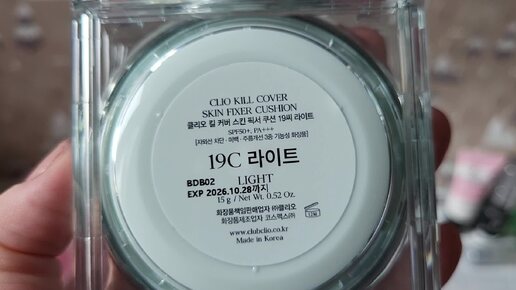 CLIO KILL COVER
SKIN FIXER CUSHION
클리오 킬 커버 스킨 픽서 쿠션 19씨 라이트
SPF50+, PA+++
[자외선 차단·미백·주름개선 3중 기능성 화장품]
19C 라이트
BDB02 LIGHT
EXP 2026.10.28까지
15 g / Net Wt. 0.52 Oz.
화장품책임판매업자 ㈜클리오
화장품제조업자 코스맥스㈜
www.clubclio.co.kr
Made in Korea
12M